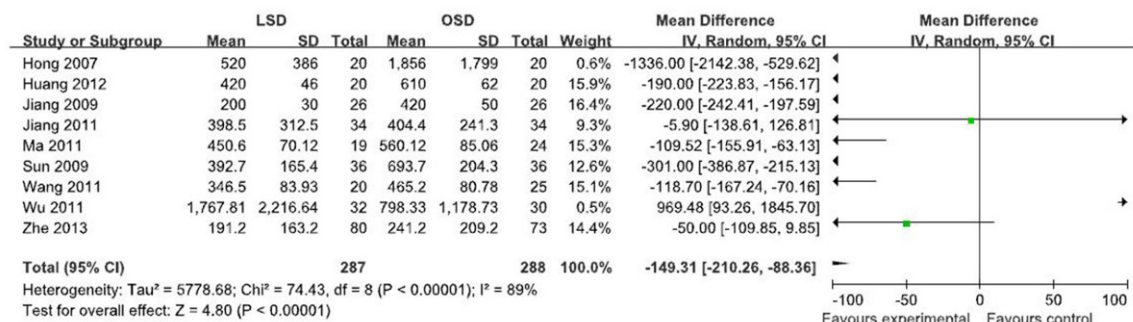 LSD OSD Mean Difference Mean Difference
Study or Subgroup Mean SD Total Mean SD Total Weight IV, Random, 95% CI IV, Random, 95% CI
Hong 2007 520 386 20 1,856 1,799 20 0.6% -1336.00 [-2142.38, -529.62]
Huang 2012 420 46 20 610 62 20 15.9% -190.00 [-223.83, -156.17]
Jiang 2009 200 30 26 420 50 26 16.4% -220.00 [-242.41, -197.59]
Jiang 2011 398.5 312.5 34 404.4 241.3 34 9.3% -5.90 [-138.61, 126.81]
Ma 2011 450.6 70.12 19 560.12 85.06 24 15.3% -109.52 [-155.91, -63.13]
Sun 2009 392.7 165.4 36 693.7 204.3 36 12.6% -301.00 [-386.87, -215.13]
Wang 2011 346.5 83.93 20 465.2 80.78 25 15.1% -118.70 [-167.24, -70.16]
Wu 2011 1,767.81 2,216.64 32 798.33 1,178.73 30 0.5% 969.48 [93.26, 1845.70]
Zhe 2013 191.2 163.2 80 241.2 209.2 73 14.4% -50.00 [-109.85, 9.85]
Total (95% CI) 287 288 100.0% -149.31 [-210.26, -88.36]
Heterogeneity: Tau² = 5778.68; Chi² = 74.43, df = 8 (P < 0.00001); I² = 89%
Test for overall effect: Z = 4.80 (P < 0.00001)
-100 -50 0 50 100
Favours experimental Favours control